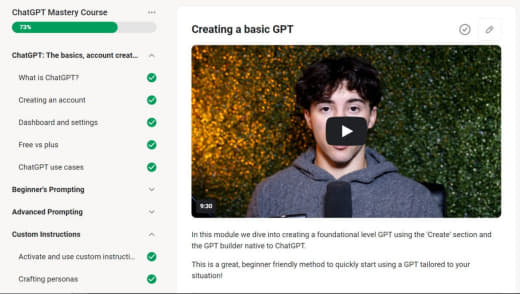 ChatGPT Mastery Course
73%
ChatGPT: The basics, account creat...
What is ChatGPT?
Creating an account
Dashboard and settings
Free vs plus
ChatGPT use cases
Beginner's Prompting
Advanced Prompting
Custom Instructions
Activate and use custom instructi...
Crafting personas
Creating a basic GPT
9:30
In this module we dive into creating a foundational level GPT using the 'Create' section and
the GPT builder native to ChatGPT.
This is a great, beginner friendly method to quickly start using a GPT tailored to your
situation!